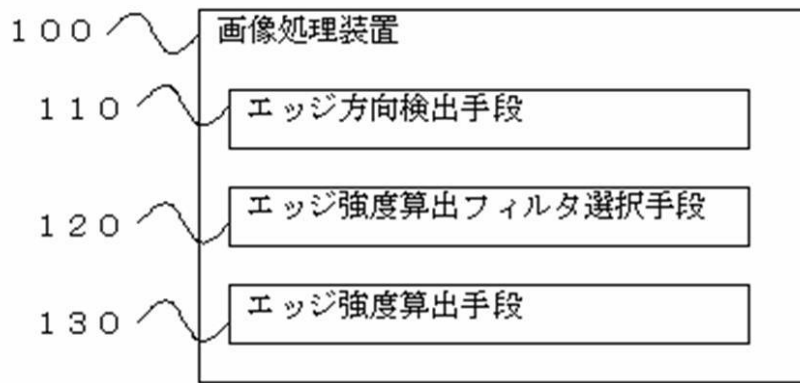 １００ 画像処理装置
１１０ エッジ方向検出手段
１２０ エッジ強度算出フィルタ選択手段
１３０ エッジ強度算出手段